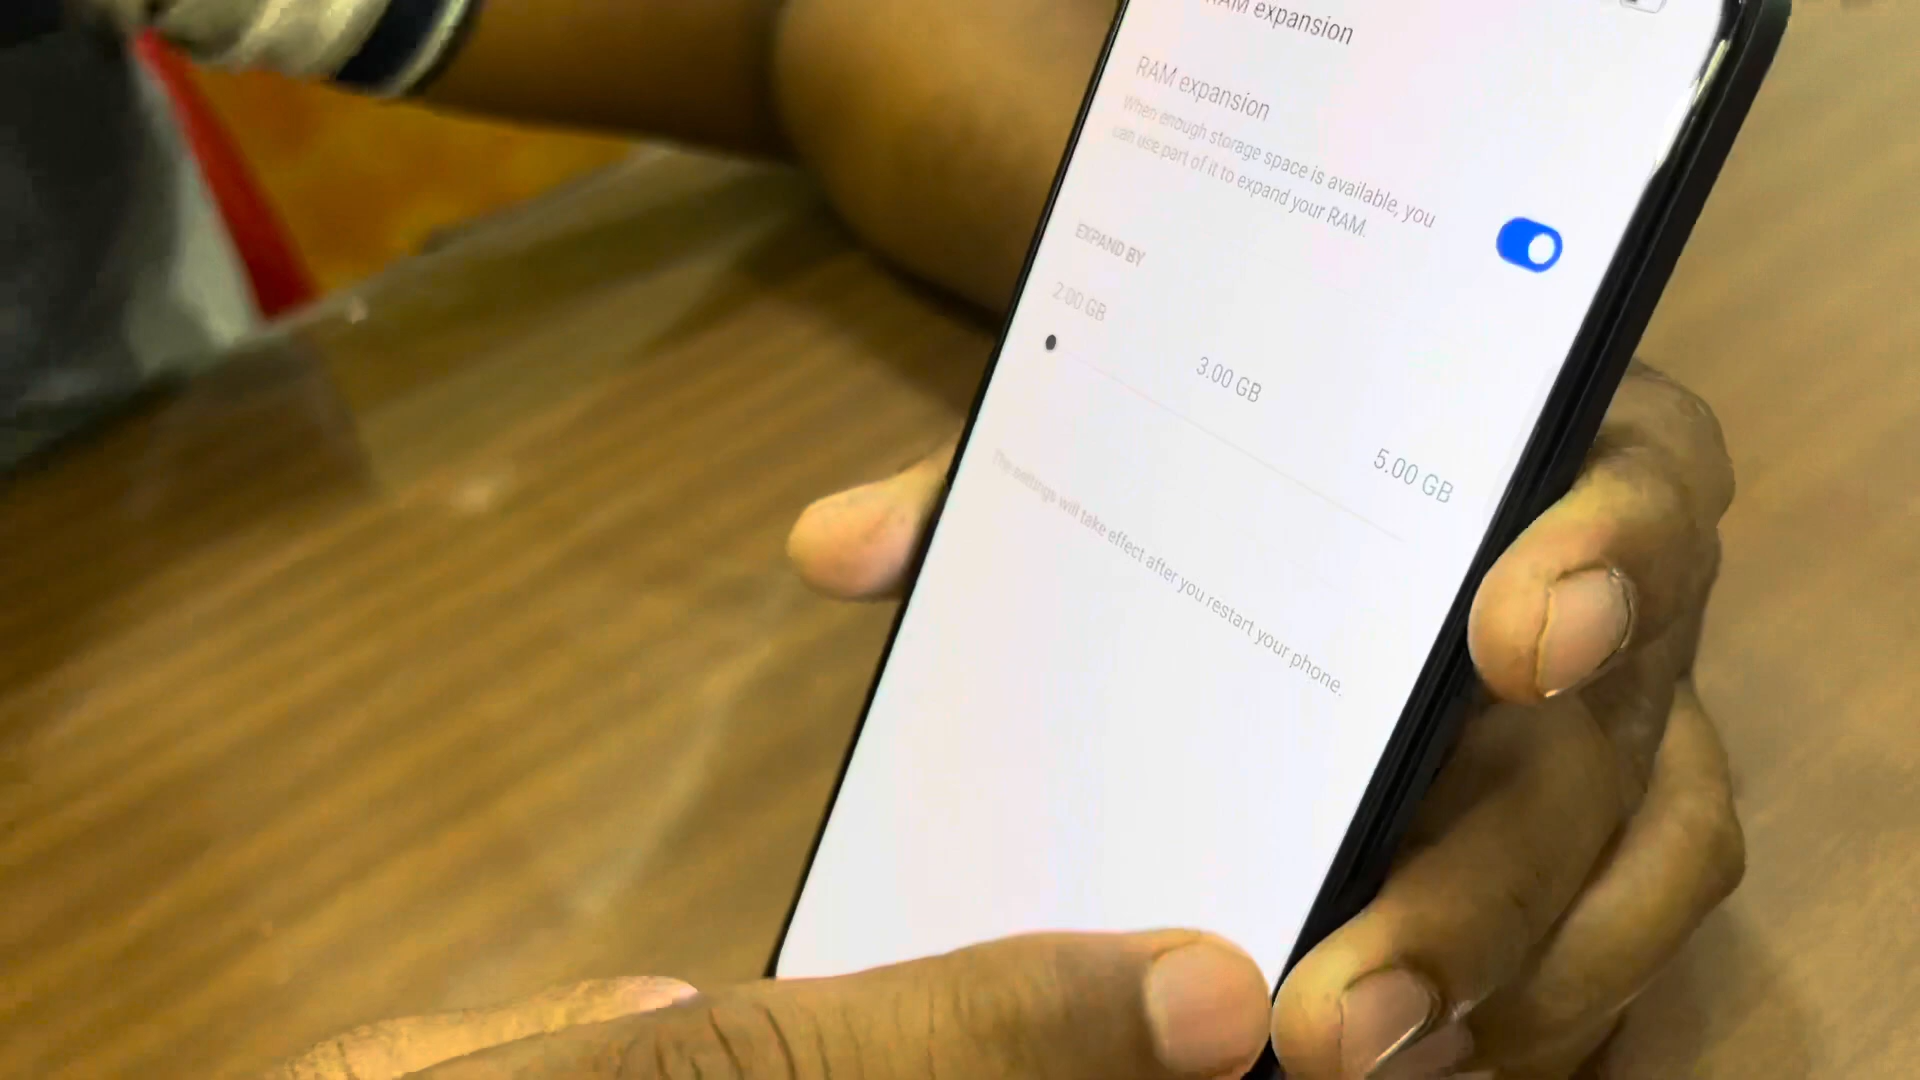 RAM expansion
RAM expansion
When enough storage space is available, you
can use part of it to expand your RAM.
EXPAND BY
2.00 GB
3.00 GB
5.00 GB
The settings will take effect after you restart your phone.